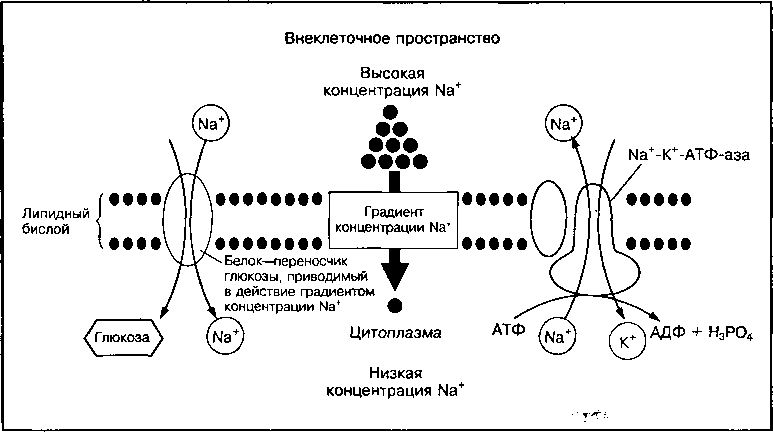 Внеклеточное пространство
Высокая
концентрация Na⁺
Na⁺
Na⁺
Na⁺-K⁺-АТФ-аза
Липидный
бислой
Градиент
концентрации Na⁺
Белок—переносчик
глюкозы, приводимый
в действие градиентом
концентрации Na⁺
Глюкоза
Na⁺
Цитоплазма
АТФ
Na⁺
K⁺
АДФ + H₃PO₄
Низкая
концентрация Na⁺